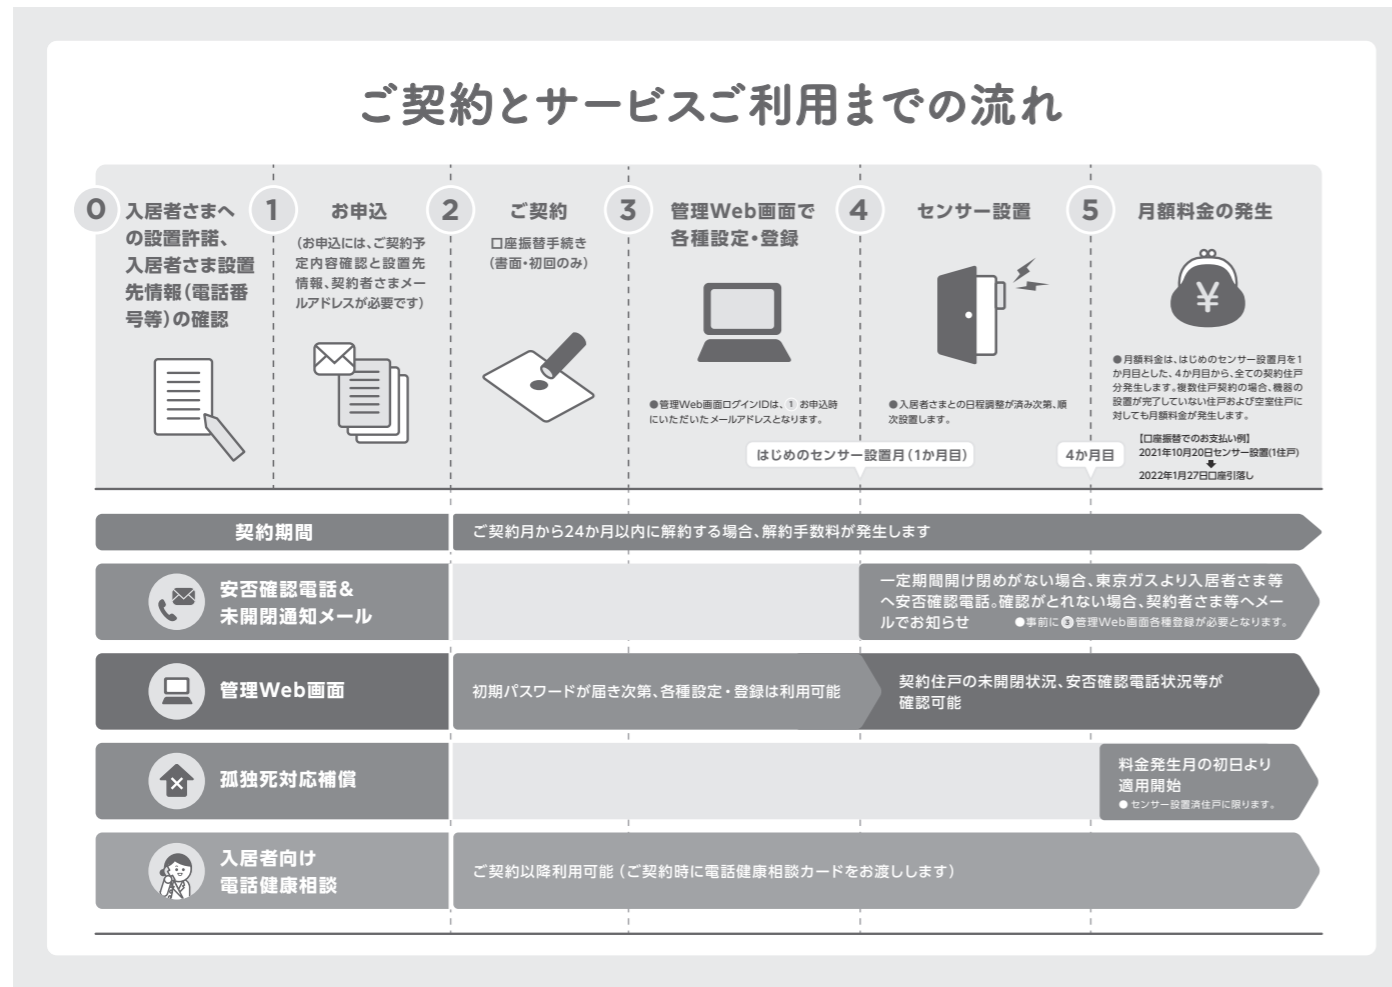 ご契約とサービスご利用までの流れ
0
入居者さまへ
の設置許諾、
入居者さま設置
先情報(電話番
号等)の確認
1
お申込
(お申込には、ご契約予
定内容確認と設置先
情報、契約者さまメー
ルアドレスが必要です)
2
ご契約
口座振替手続き
(書面・初回のみ)
3
管理Web画面で
各種設定・登録
●管理Web画面ログインIDは、① お申込時
にいただいたメールアドレスとなります。
4
センサー設置
●入居者さまとの日程調整が済み次第、順
次設置します。
はじめのセンサー設置月(1か月目)
5
月額料金の発生
¥
●月額料金は、はじめのセンサー設置月を1
か月目とした、4か月目から、全ての契約住戸
分発生します。複数住戸契約の場合、機器の
設置が完了していない住戸および空室住戸に
対しても月額料金が発生します。
4か月目
【口座振替でのお支払い例】
2021年10月20日センサー設置(1住戸)
2022年1月27日口座引落し
契約期間
ご契約月から24か月以内に解約する場合、解約手数料が発生します
安否確認電話&
未開閉通知メール
一定期間開け閉めがない場合、東京ガスより入居者さま等
へ安否確認電話。確認がとれない場合、契約者さま等へメー
ルでお知らせ ●事前に❸管理Web画面各種登録が必要となります。
管理Web画面
初期パスワードが届き次第、各種設定・登録は利用可能
契約住戸の未開閉状況、安否確認電話状況等が
確認可能
孤独死対応補償
料金発生月の初日より
適用開始
● センサー設置済住戸に限ります。
入居者向け
電話健康相談
ご契約以降利用可能(ご契約時に電話健康相談カードをお渡しします)